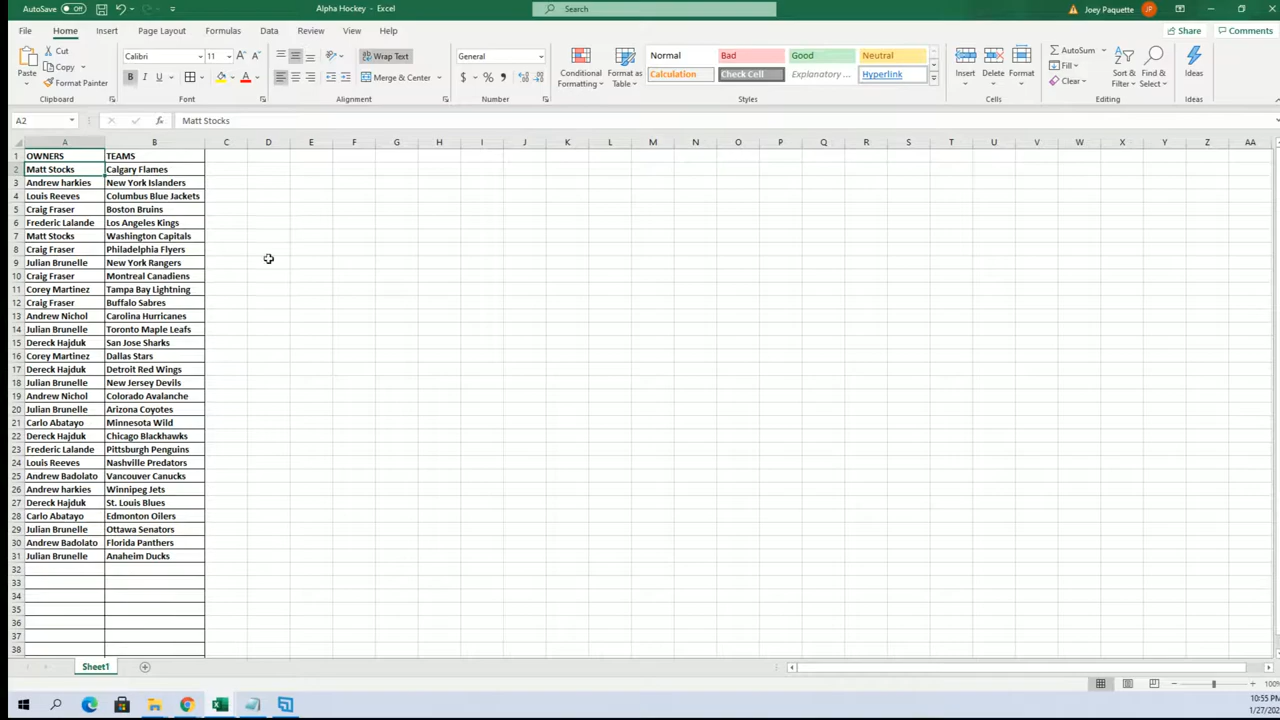 AutoSave Off Alpha Hockey - Excel Search Joey Paquette JP
File Home Insert Page Layout Formulas Data Review View Help Share Comments
Paste Cut Copy Format Painter Clipboard
Calibri 11 B I U A Font
Wrap Text Merge & Center Alignment
General $ % Number
Conditional Formatting Format as Table
Normal Bad Good Neutral
Calculation Check Cell Explanatory ... Hyperlink
Styles
Insert Delete Format Cells
AutoSum Fill Clear Sort & Filter Find & Select Editing
Ideas Ideas
A2 fx Matt Stocks
A B C D E F G H I J K L M N O P Q R S T U V W X Y Z AA
1 OWNERS TEAMS
2 Matt Stocks Calgary Flames
3 Andrew harkies New York Islanders
4 Louis Reeves Columbus Blue Jackets
5 Craig Fraser Boston Bruins
6 Frederic Lalande Los Angeles Kings
7 Matt Stocks Washington Capitals
8 Craig Fraser Philadelphia Flyers
9 Julian Brunelle New York Rangers
10 Craig Fraser Montreal Canadiens
11 Corey Martinez Tampa Bay Lightning
12 Craig Fraser Buffalo Sabres
13 Andrew Nichol Carolina Hurricanes
14 Julian Brunelle Toronto Maple Leafs
15 Dereck Hajduk San Jose Sharks
16 Corey Martinez Dallas Stars
17 Dereck Hajduk Detroit Red Wings
18 Julian Brunelle New Jersey Devils
19 Andrew Nichol Colorado Avalanche
20 Julian Brunelle Arizona Coyotes
21 Carlo Abatayo Minnesota Wild
22 Dereck Hajduk Chicago Blackhawks
23 Frederic Lalande Pittsburgh Penguins
24 Louis Reeves Nashville Predators
25 Andrew Badolato Vancouver Canucks
26 Andrew harkies Winnipeg Jets
27 Dereck Hajduk St. Louis Blues
28 Carlo Abatayo Edmonton Oilers
29 Julian Brunelle Ottawa Senators
30 Andrew Badolato Florida Panthers
31 Julian Brunelle Anaheim Ducks
32
33
34
35
36
37
38
Sheet1
100%
10:55 PM
1/27/202